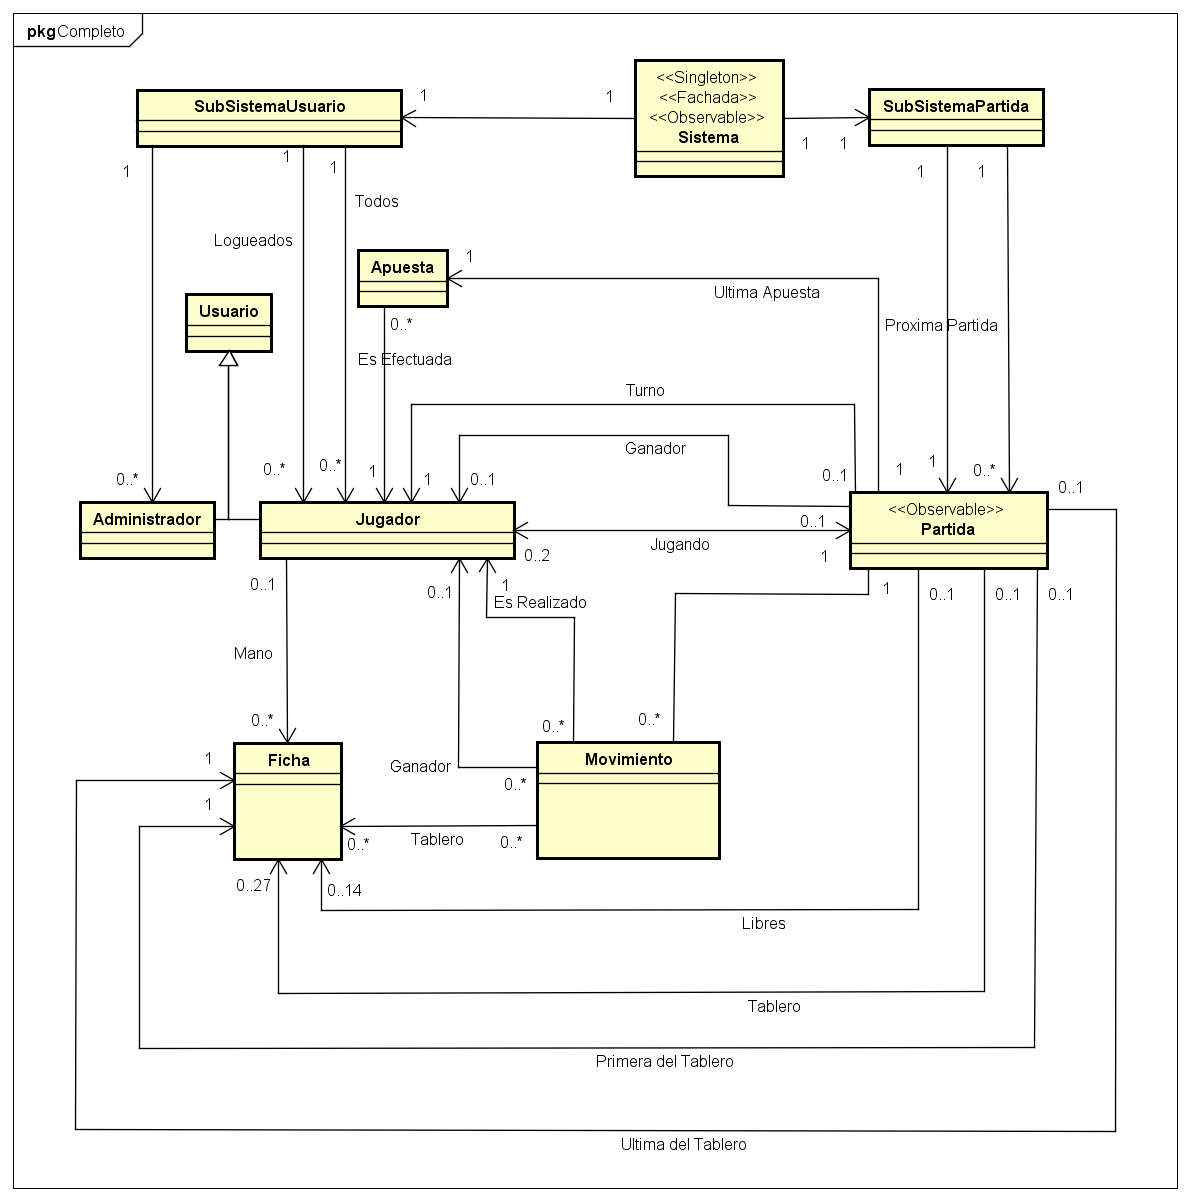 pkg Completo
<<Singleton>>
<<Fachada>>
<<Observable>>
Sistema
SubSistemaUsuario
SubSistemaPartida
1
1
1
1
1
1
1
1
1
Todos
Logueados
Apuesta
1
Ultima Apuesta
Usuario
0..*
Proxima Partida
Es Efectuada
Turno
Ganador
0..*
0..*
0..*
1
1
0..1
0..1
1
1
0..*
0..1
Administrador
Jugador
<<Observable>>
Partida
0..1
Jugando
0..2
1
0..1
0..1
1
Es Realizado
1
0..1
0..1
0..1
Mano
0..*
0..*
0..*
Ficha
Movimiento
1
Ganador
0..*
1
Tablero
0..*
0..*
0..27
0..14
Libres
Tablero
Primera del Tablero
Ultima del Tablero